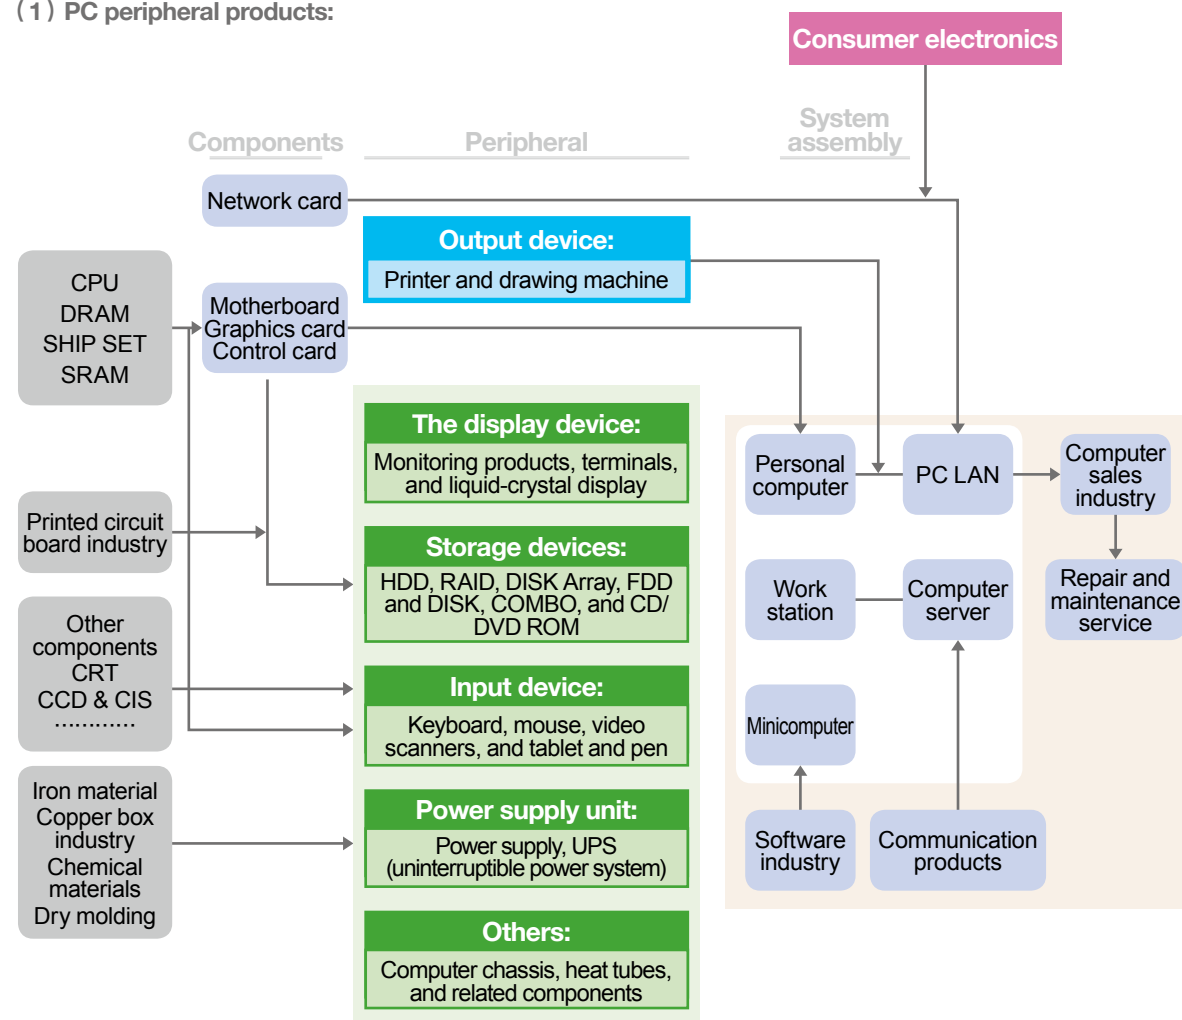 (1) PC peripheral products:
Consumer electronics
Components
Peripheral
System
assembly
Network card
Output device:
Printer and drawing machine
CPU
DRAM
SHIP SET
SRAM
Motherboard
Graphics card
Control card
The display device:
Monitoring products, terminals,
and liquid-crystal display
Personal
computer
PC LAN
Computer
sales
industry
Printed circuit
board industry
Storage devices:
HDD, RAID, DISK Array, FDD
and DISK, COMBO, and CD/
DVD ROM
Work
station
Computer
server
Repair and
maintenance
service
Other
components
CRT
CCD & CIS
............
Input device:
Keyboard, mouse, video
scanners, and tablet and pen
Minicomputer
Iron material
Copper box
industry
Chemical
materials
Dry molding
Power supply unit:
Power supply, UPS
(uninterruptible power system)
Software
industry
Communication
products
Others:
Computer chassis, heat tubes,
and related components